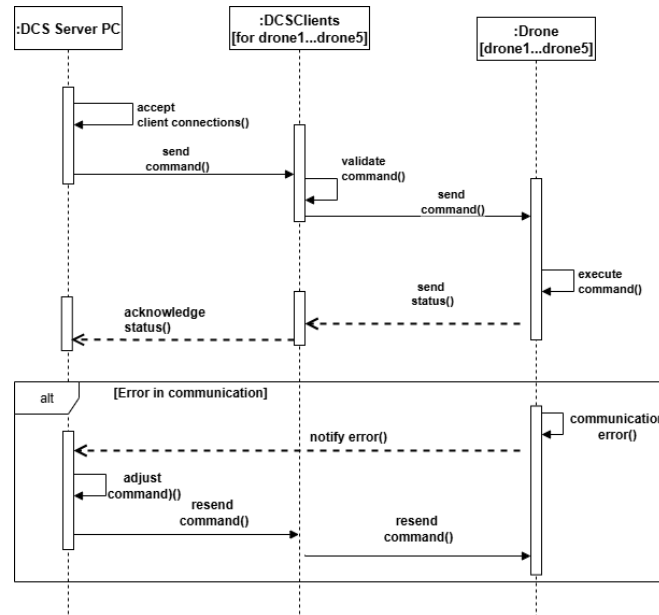 :DCS Server PC
:DCSClients
[for drone1...drone5]
:Drone
[drone1...drone5]
accept
client connections()
send
command()
validate
command()
send
command()
execute
command()
send
status()
acknowledge
status()
alt
[Error in communication]
communication
error()
notify error()
adjust
command)()
resend
command()
resend
command()